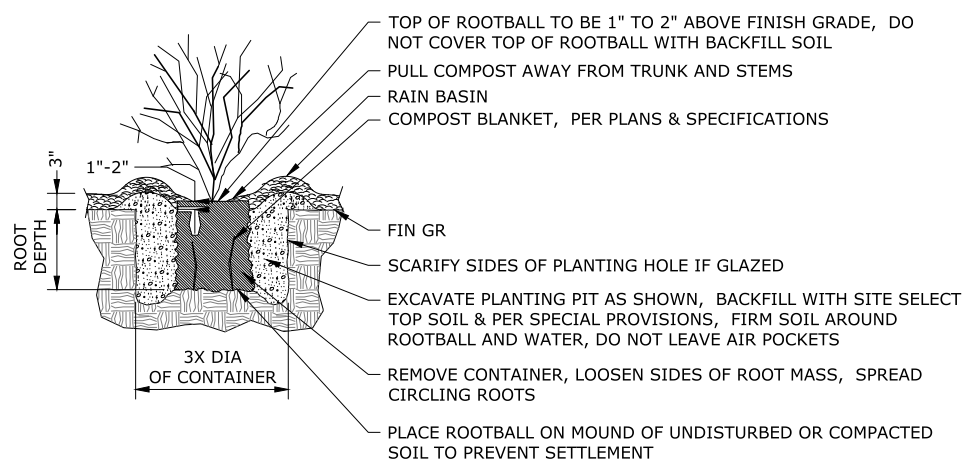 TOP OF ROOTBALL TO BE 1" TO 2" ABOVE FINISH GRADE, DO
NOT COVER TOP OF ROOTBALL WITH BACKFILL SOIL
PULL COMPOST AWAY FROM TRUNK AND STEMS
RAIN BASIN
COMPOST BLANKET, PER PLANS & SPECIFICATIONS
3"
1"-2"
ROOT
DEPTH
FIN GR
SCARIFY SIDES OF PLANTING HOLE IF GLAZED
EXCAVATE PLANTING PIT AS SHOWN, BACKFILL WITH SITE SELECT
TOP SOIL & PER SPECIAL PROVISIONS, FIRM SOIL AROUND
ROOTBALL AND WATER, DO NOT LEAVE AIR POCKETS
3X DIA
OF CONTAINER
REMOVE CONTAINER, LOOSEN SIDES OF ROOT MASS, SPREAD
CIRCLING ROOTS
PLACE ROOTBALL ON MOUND OF UNDISTURBED OR COMPACTED
SOIL TO PREVENT SETTLEMENT